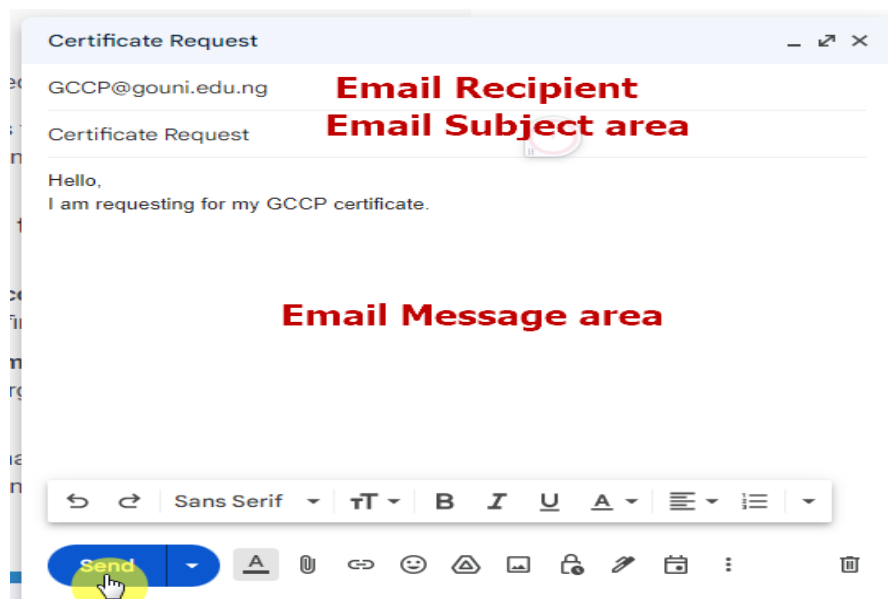 Certificate Request
GCCP@gouni.edu.ng Email Recipient
Certificate Request Email Subject area
Hello,
I am requesting for my GCCP certificate.
Email Message area
Sans Serif
Send